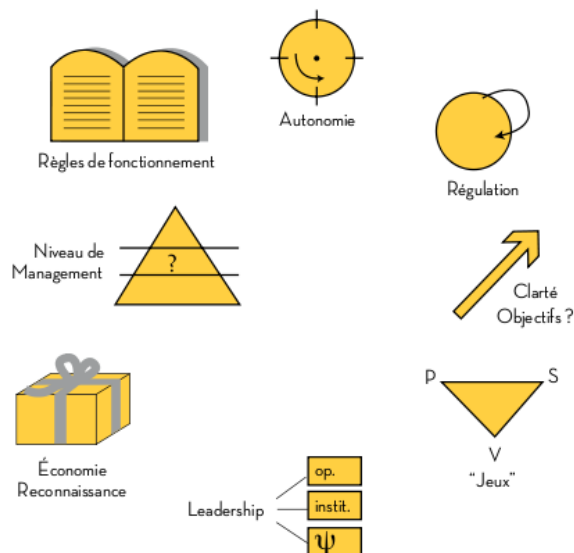 Autonomie
Règles de fonctionnement
Régulation
Niveau de
Management
?
Clarté
Objectifs ?
P
S
V
"Jeux"
Économie
Reconnaissance
Leadership
op.
instit.
Ψ